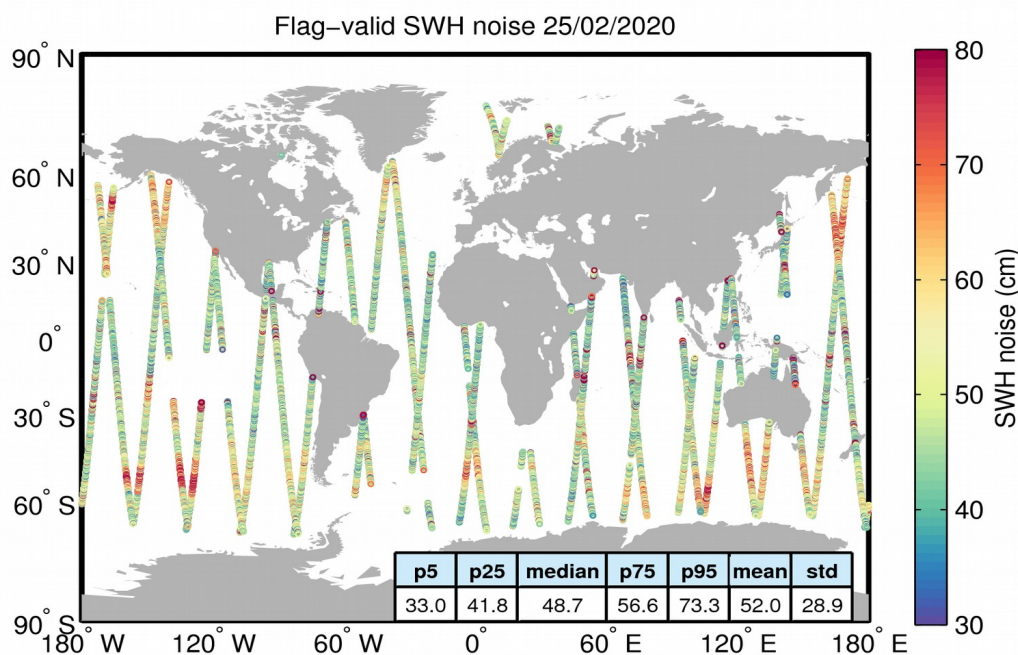 Flag−valid SWH noise 25/02/2020
90° N
60° N
30° N
0°
30° S
60° S
90° S
180° W
120° W
60° W
0°
60° E
120° E
180° E
80
70
60
50
40
30
SWH noise (cm)
p5 p25 median p75 p95 mean std
33.0 41.8 48.7 56.6 73.3 52.0 28.9